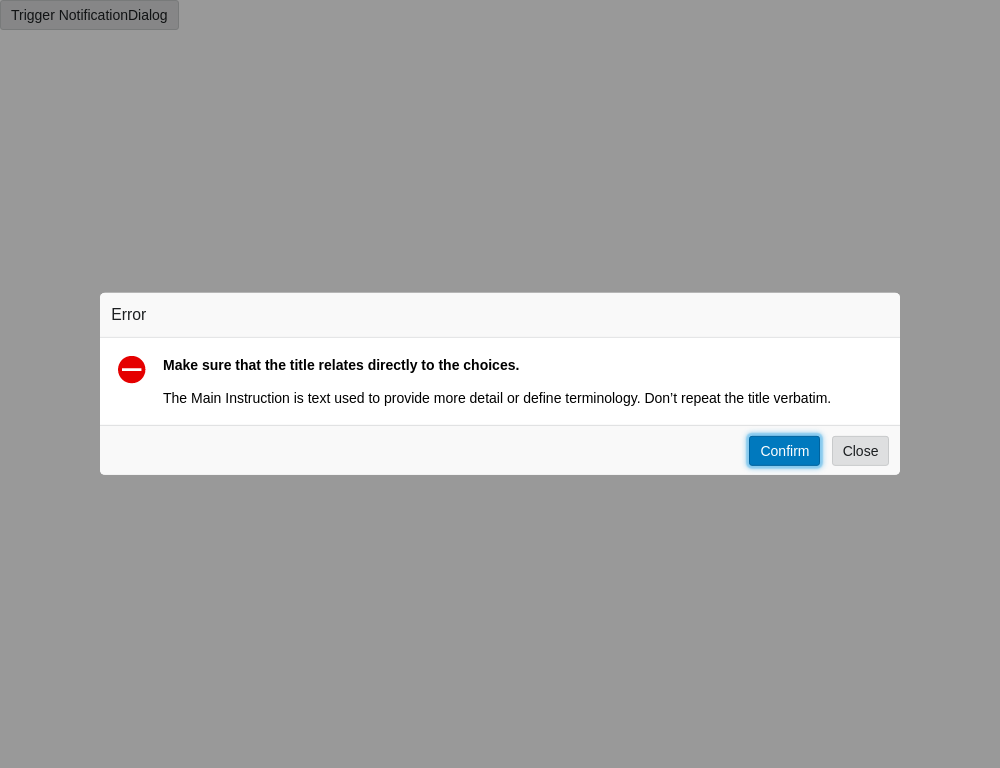 Trigger NotificationDialog
Error
Make sure that the title relates directly to the choices.
The Main Instruction is text used to provide more detail or define terminology. Don’t repeat the title verbatim.
Confirm
Close